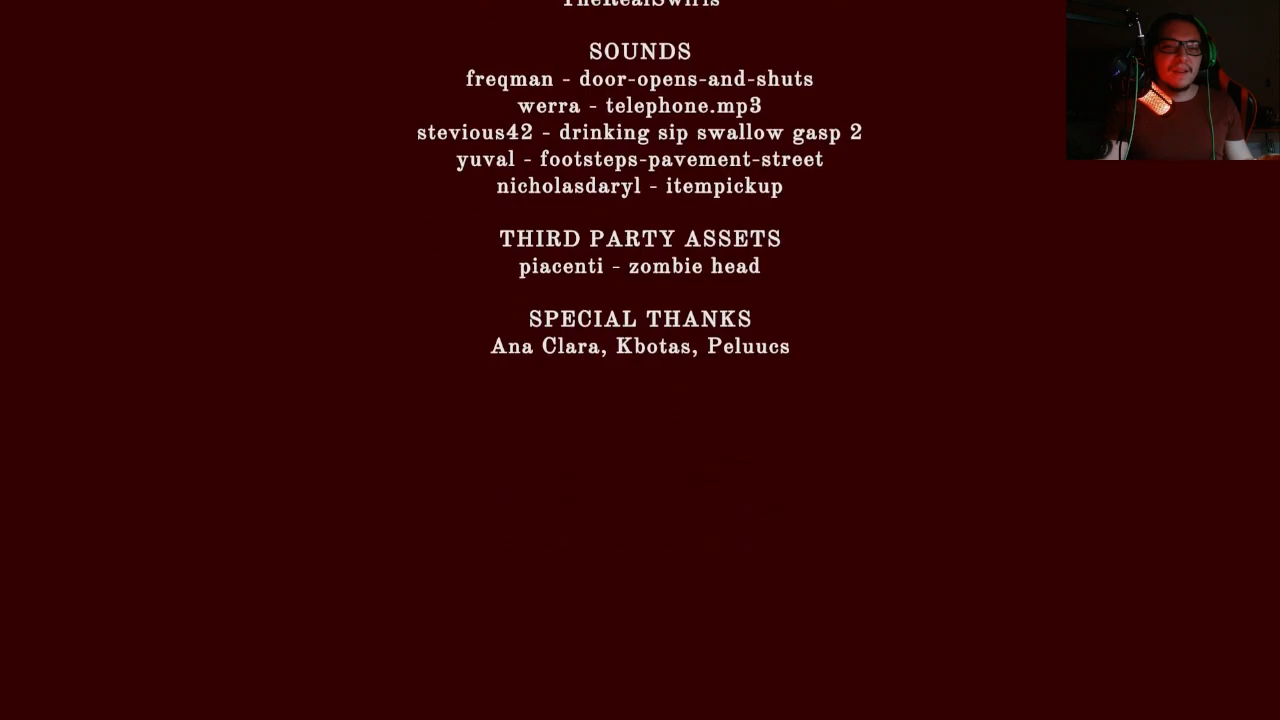 TheRealSwirls
SOUNDS
freqman - door-opens-and-shuts
werra - telephone.mp3
stevious42 - drinking sip swallow gasp 2
yuval - footsteps-pavement-street
nicholasdaryl - itempickup
THIRD PARTY ASSETS
piacenti - zombie head
SPECIAL THANKS
Ana Clara, Kbotas, Peluucs